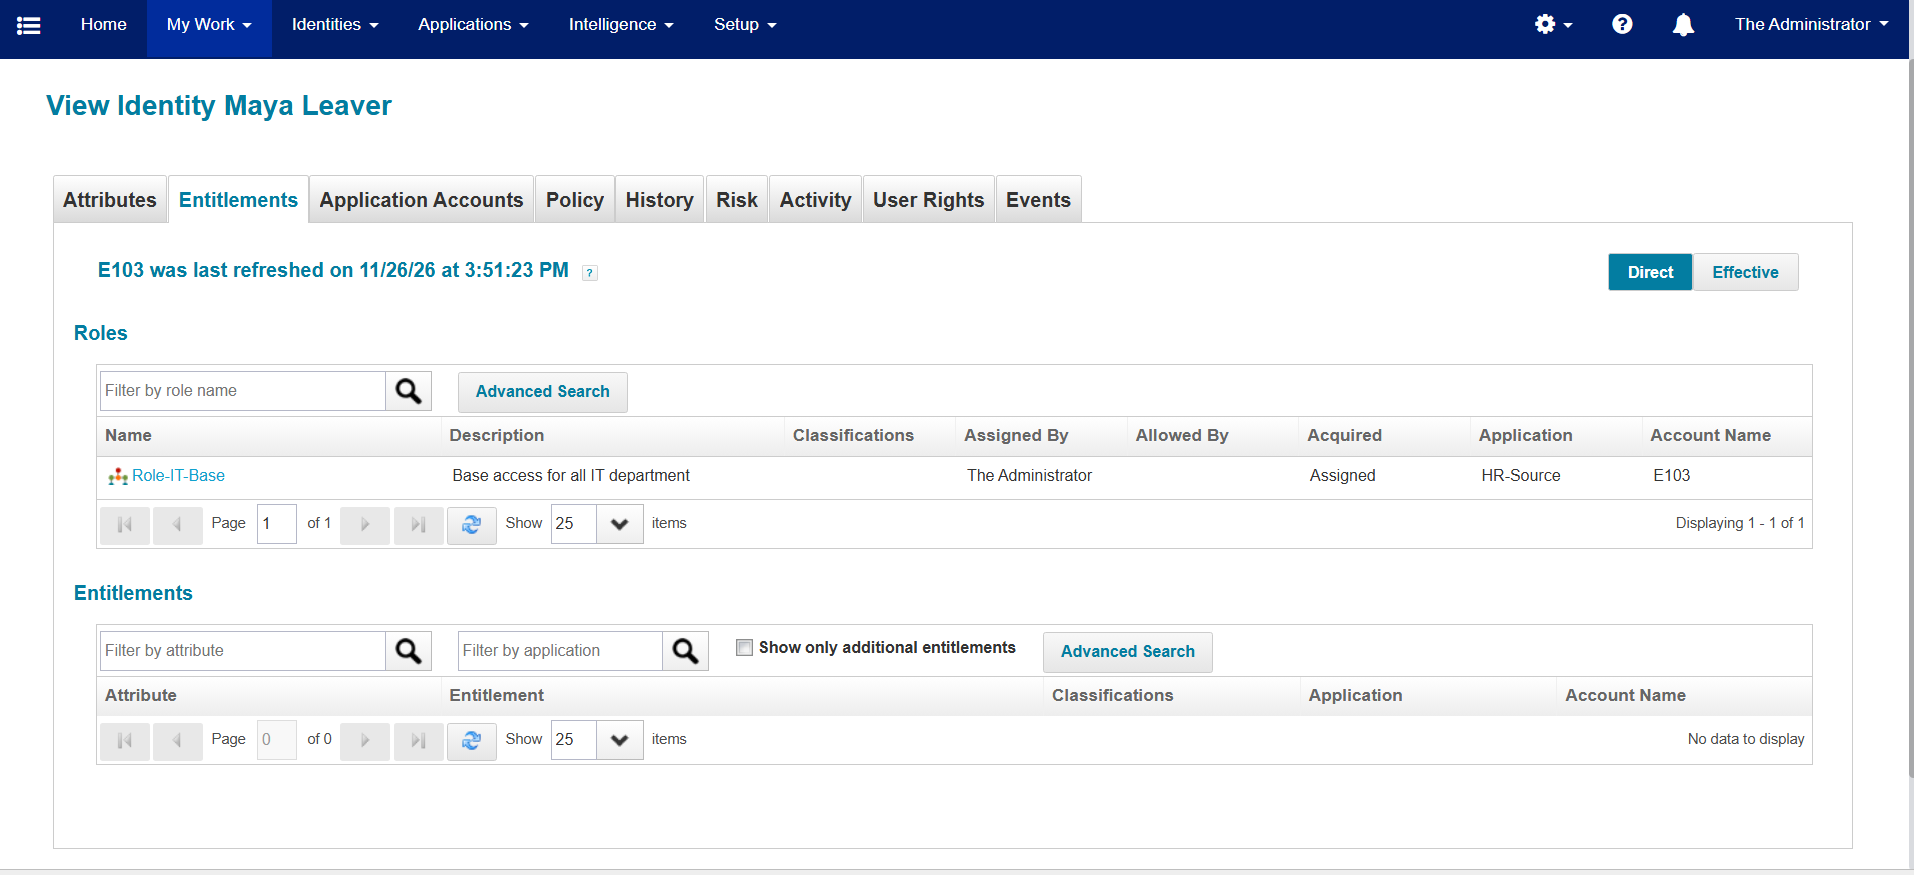 Home My Work Identities Applications Intelligence Setup The Administrator
View Identity Maya Leaver
Attributes Entitlements Application Accounts Policy History Risk Activity User Rights Events
E103 was last refreshed on 11/26/26 at 3:51:23 PM ?
Direct Effective
Roles
Filter by role name Advanced Search
Name Description Classifications Assigned By Allowed By Acquired Application Account Name
Role-IT-Base Base access for all IT department The Administrator Assigned HR-Source E103
Page 1 of 1 Show 25 items Displaying 1 - 1 of 1
Entitlements
Filter by attribute Filter by application Show only additional entitlements Advanced Search
Attribute Entitlement Classifications Application Account Name
Page 0 of 0 Show 25 items No data to display